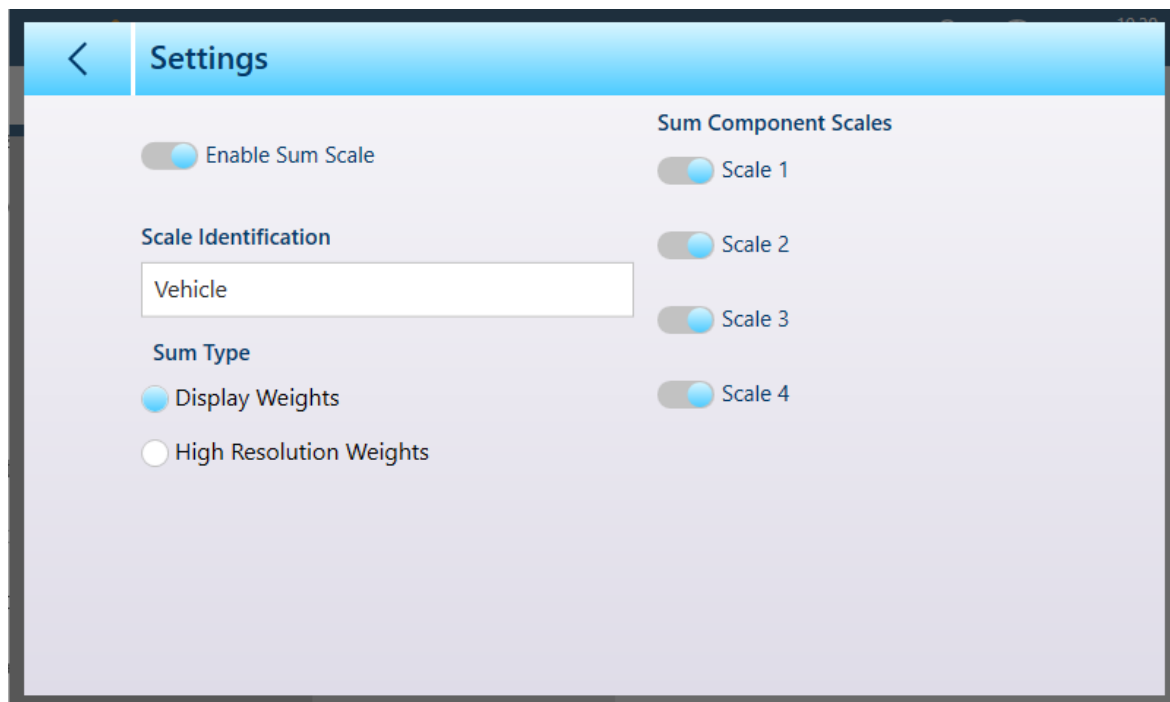 Settings
Enable Sum Scale
Scale Identification
Vehicle
Sum Type
Display Weights
High Resolution Weights
Sum Component Scales
Scale 1
Scale 2
Scale 3
Scale 4